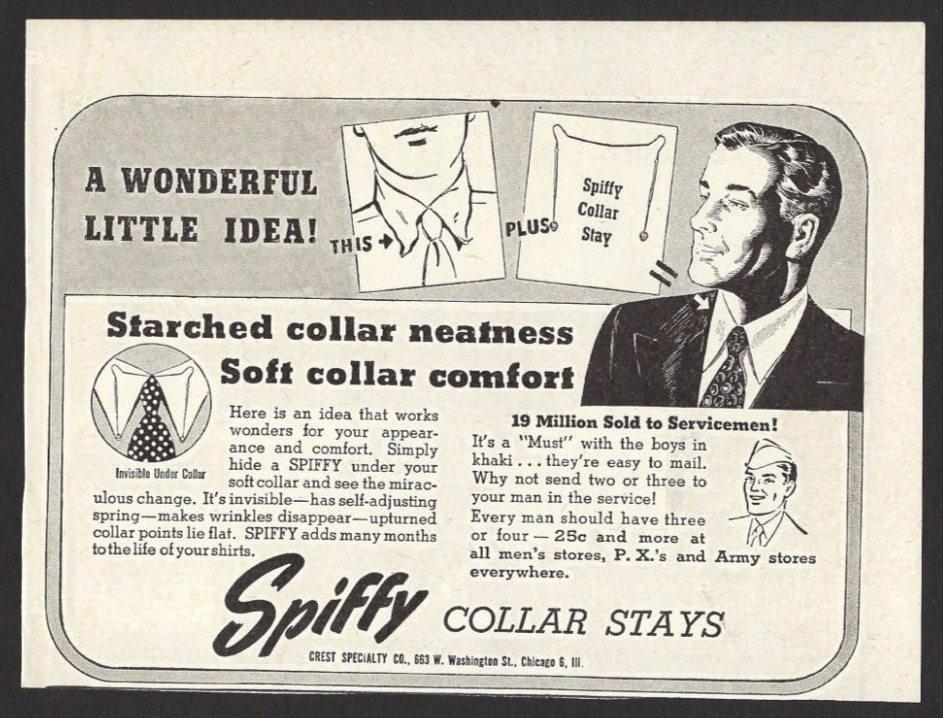 A WONDERFUL
LITTLE IDEA!
THIS
PLUS
Spiffy
Collar
Stay
Starched collar neatness
Soft collar comfort
Invisible Under Collar
Here is an idea that works
wonders for your appear-
ance and comfort. Simply
hide a SPIFFY under your
soft collar and see the mirac-
ulous change. It's invisible—has self-adjusting
spring—makes wrinkles disappear—upturned
collar points lie flat. SPIFFY adds many months
to the life of your shirts.
19 Million Sold to Servicemen!
It's a "Must" with the boys in
khaki . . . they're easy to mail.
Why not send two or three to
your man in the service!
Every man should have three
or four — 25c and more at
all men's stores, P. X.'s and Army stores
everywhere.
Spiffy COLLAR STAYS
CREST SPECIALTY CO., 663 W. Washington St., Chicago 6, Ill.